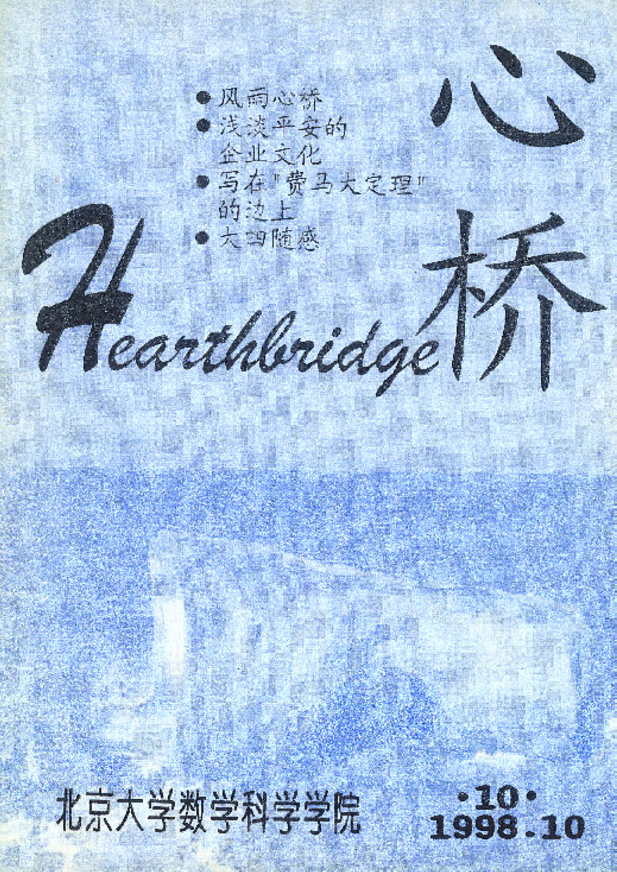 心桥
●风雨心桥
●浅谈平安的
企业文化
●写在"费马大定理"
的边上
●大四随感
Hearthbridge
北京大学数学科学学院
·10·
1998.10